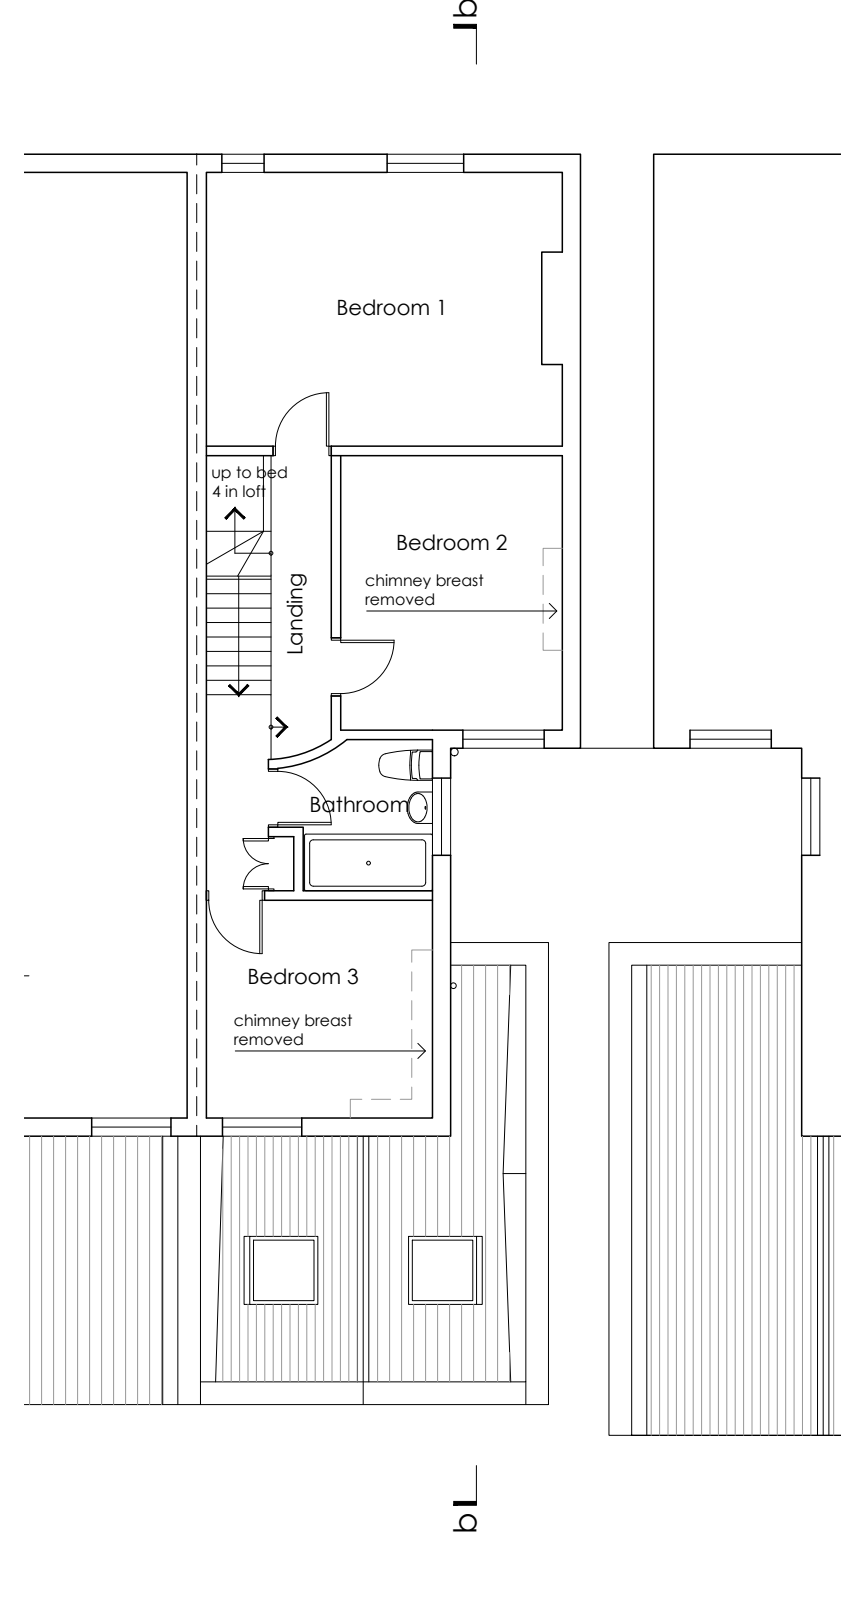 b
Bedroom 1
up to bed
4 in loft
Bedroom 2
chimney breast
removed
Landing
Bathroom
Bedroom 3
chimney breast
removed
b